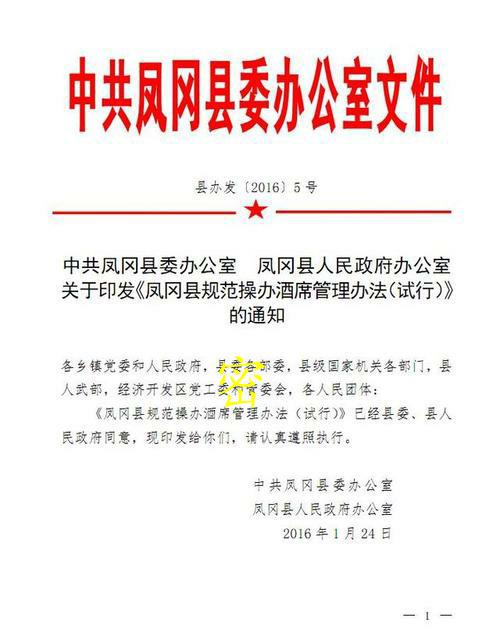 中共凤冈县委办公室文件
县办发〔2016〕5号
中共凤冈县委办公室 凤冈县人民政府办公室
关于印发《凤冈县规范操办酒席管理办法(试行)》
的通知
各乡镇党委和人民政府，县委各部委，县级国家机关各部门，县
密
人武部，经济开发区党工委和管委会，各人民团体：
《凤冈县规范操办酒席管理办法（试行）》已经县委、县人
民政府同意，现印发给你们，请认真遵照执行。
中共凤冈县委办公室
凤冈县人民政府办公室
2016年1月24日
— 1 —